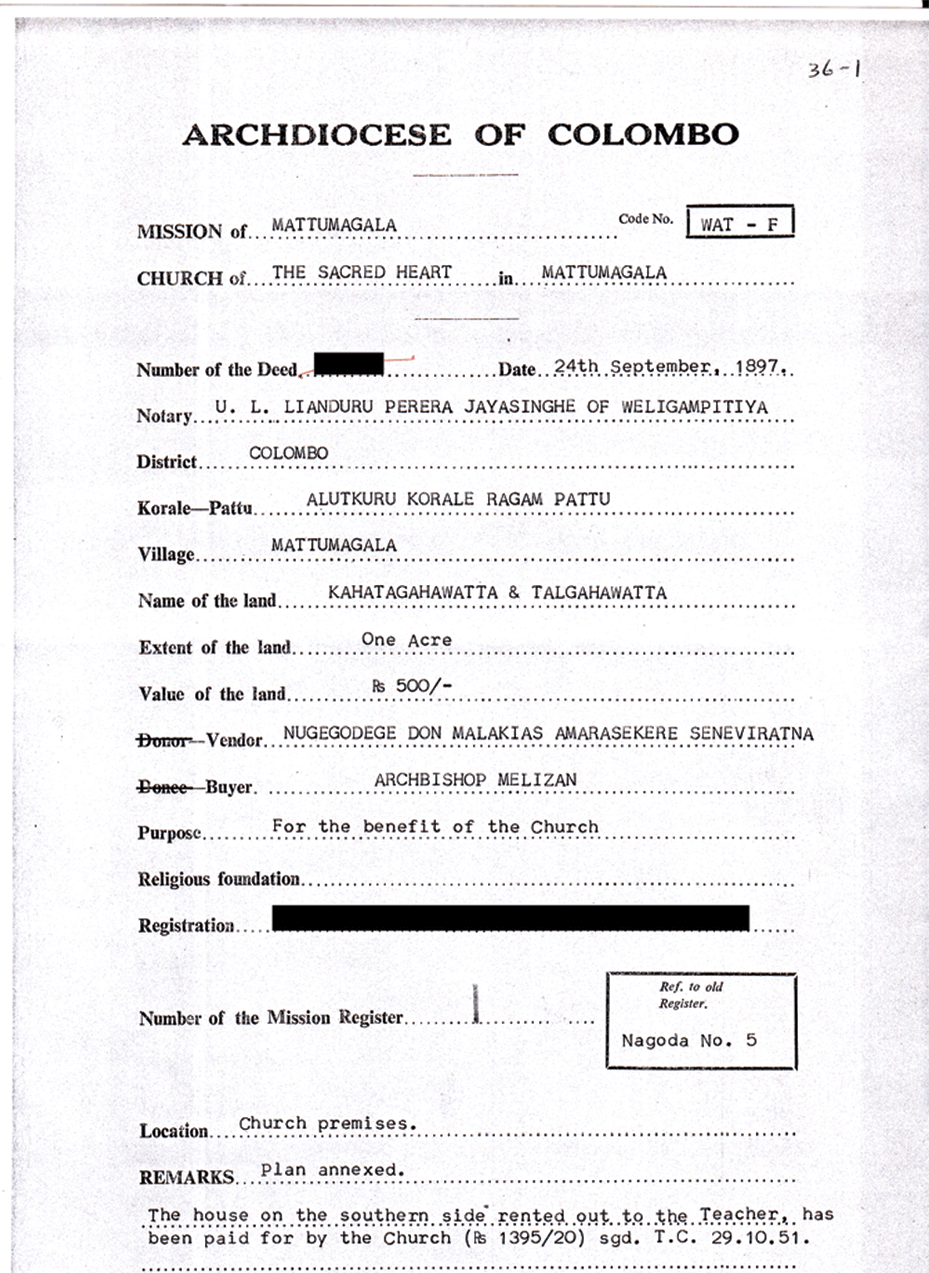 36-1
ARCHDIOCESE OF COLOMBO
MISSION of... MATTUMAGALA Code No. WAT - F
CHURCH of... THE SACRED HEART in... MATTUMAGALA
Number of the Deed Date 24th September, 1897.
Notary... U. L. LIANDURU PERERA JAYASINGHE OF WELIGAMPITIYA
District... COLOMBO
Korale—Pattu... ALUTKURU KORALE RAGAM PATTU
Village... MATTUMAGALA
Name of the land... KAHATAGAHAWATTA & TALGAHAWATTA
Extent of the land... One Acre
Value of the land... ₨ 500/-
Donor—Vendor... NUGEGODEGE DON MALAKIAS AMARASEKERE SENEVIRATNA
Donee—Buyer. ... ARCHBISHOP MELIZAN
Purpose... For the benefit of the Church
Religious foundation...
Registration...
Ref. to old
Register.
Number of the Mission Register... 1
Nagoda No. 5
Location... Church premises.
REMARKS... Plan annexed.
The house on the southern side rented out to the Teacher, has
been paid for by the Church (₨ 1395/20) sgd. T.C. 29.10.51.